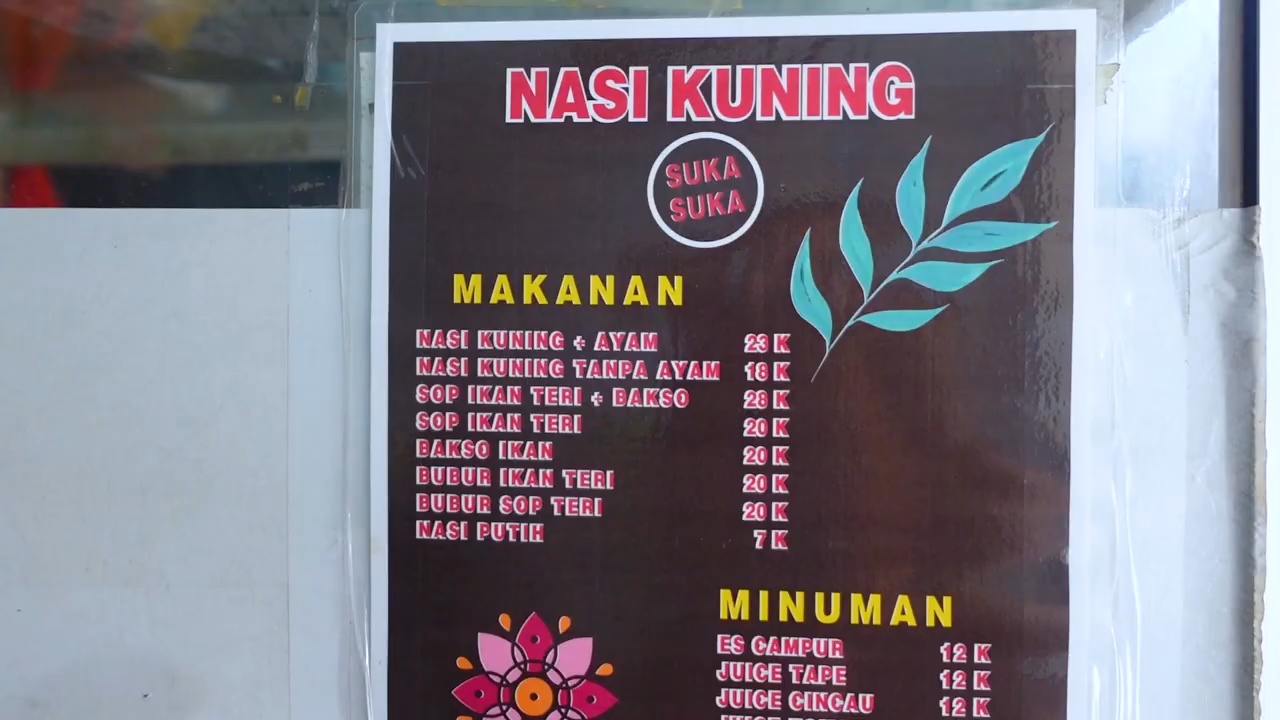 NASI KUNING
SUKA
SUKA
MAKANAN
NASI KUNING + AYAM 23 K
NASI KUNING TANPA AYAM 18 K
SOP IKAN TERI + BAKSO 28 K
SOP IKAN TERI 20 K
BAKSO IKAN 20 K
BUBUR IKAN TERI 20 K
BUBUR SOP TERI 20 K
NASI PUTIH 7 K
MINUMAN
ES CAMPUR 12 K
JUICE TAPE 12 K
JUICE CINCAU 12 K